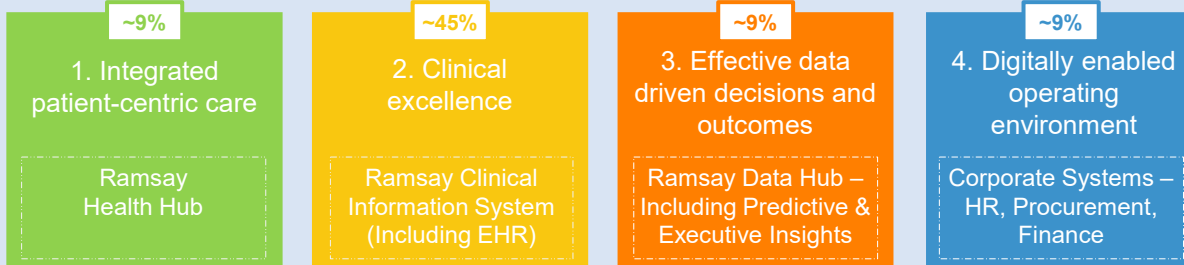 ~9%
1. Integrated
patient-centric care
Ramsay
Health Hub
~45%
2. Clinical
excellence
Ramsay Clinical
Information System
(Including EHR)
~9%
3. Effective data
driven decisions and
outcomes
Ramsay Data Hub –
Including Predictive &
Executive Insights
~9%
4. Digitally enabled
operating
environment
Corporate Systems –
HR, Procurement,
Finance